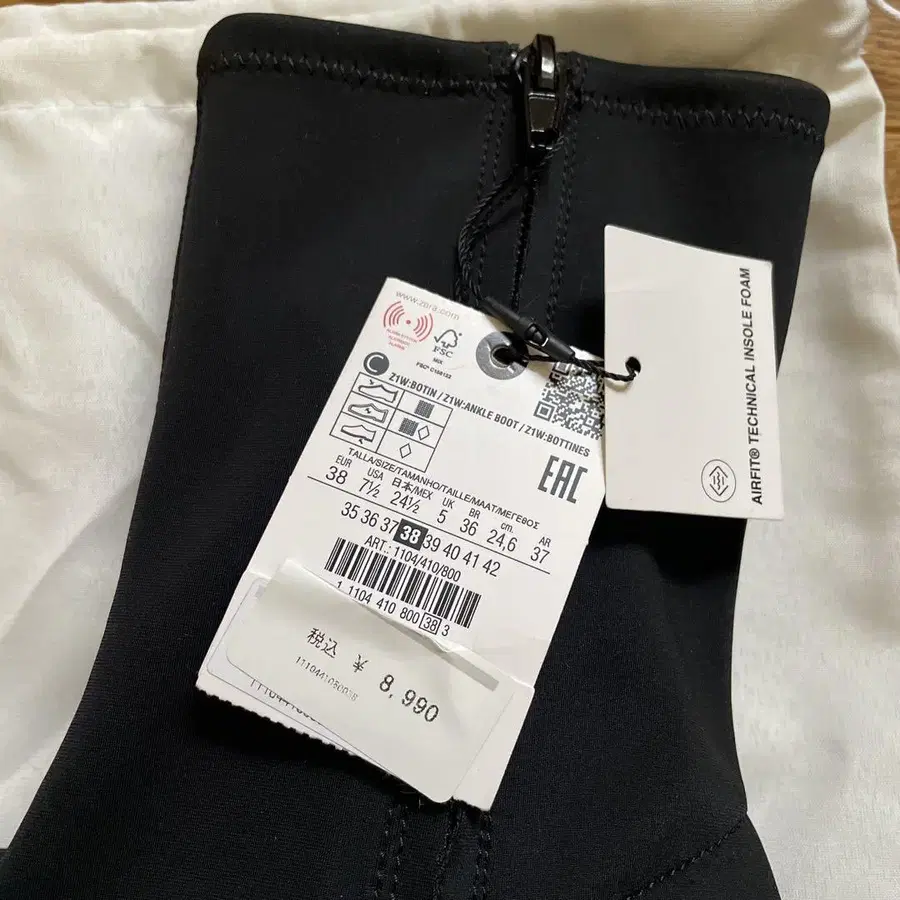 www.zara.com
FSC
MIX
FSC® C108132
Z1W:BOTIN / Z1W:ANKLE BOOT / Z1W:BOTTINES
EAC
TALLA/SIZE/TAMANHO/TAILLE/MAAT/ΜΕΓΕΘΟΣ
EUR USA 日本/MEX UK BR cm. AR
38 7½ 24½ 5 36 24,6 37
35 36 37 38 39 40 41 42
ART.: 1104/410/800
1 1104 410 800 38 3
税込 ¥ 8,990
AIRFIT® TECHNICAL INSOLE FOAM